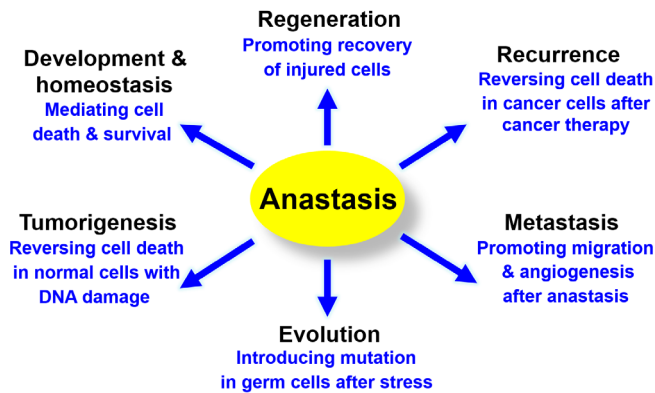 Regeneration
Promoting recovery
of injured cells
Development &
homeostasis
Mediating cell
death & survival
Recurrence
Reversing cell death
in cancer cells after
cancer therapy
Anastasis
Tumorigenesis
Reversing cell death
in normal cells with
DNA damage
Metastasis
Promoting migration
& angiogenesis
after anastasis
Evolution
Introducing mutation
in germ cells after stress